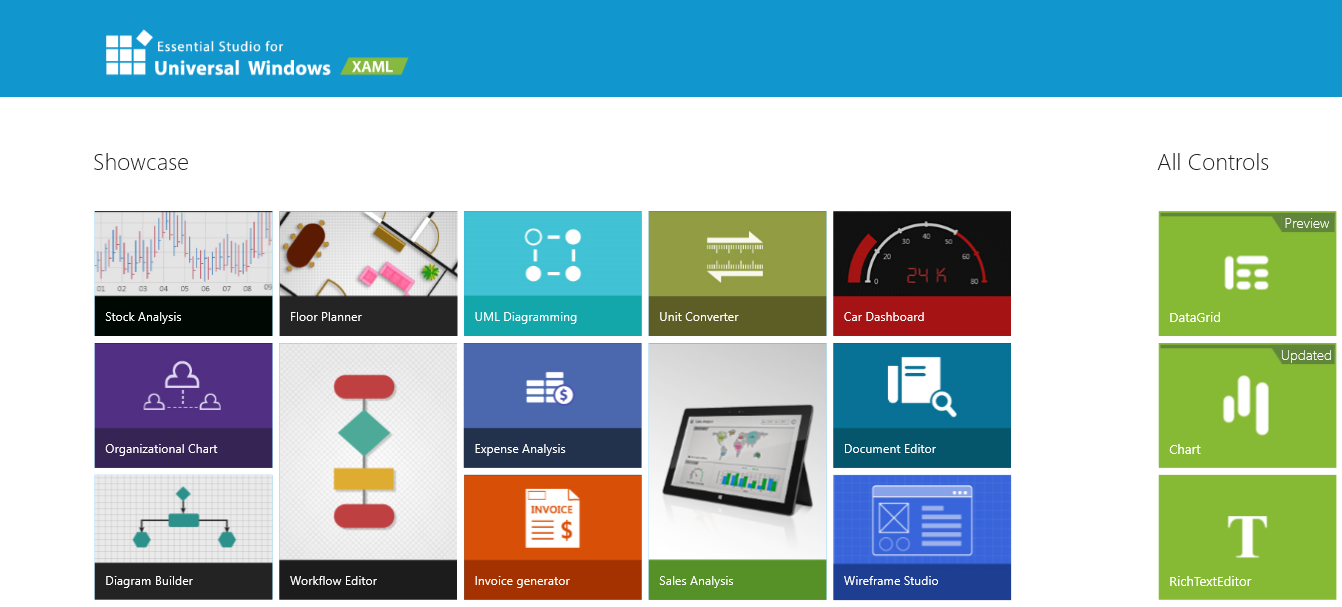 Essential Studio for
Universal Windows XAML
Showcase
All Controls
01 02 03 04 05 06 07 08 09
Stock Analysis
Floor Planner
UML Diagramming
Unit Converter
0 20 30 40 50 60 80
24 K
Car Dashboard
Preview
DataGrid
Organizational Chart
Expense Analysis
Document Editor
Updated
Chart
Diagram Builder
Workflow Editor
INVOICE
$
Invoice generator
Sales Analysis
Wireframe Studio
T
RichTextEditor